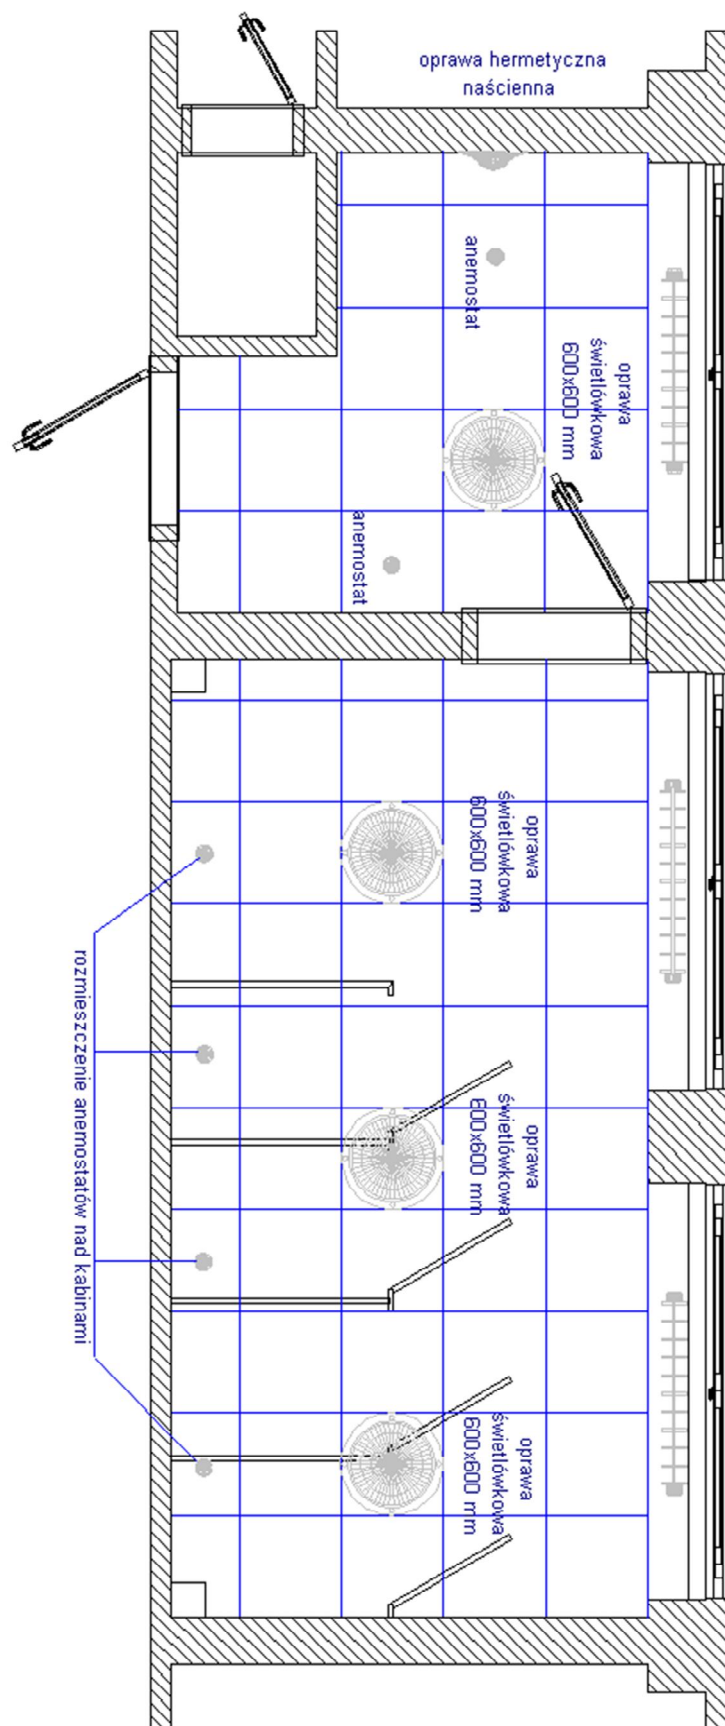 oprawa hermetyczna
naścienna
anemostat
oprawa
świetlówkowa
600x600 mm
anemostat
oprawa
świetlówkowa
600x600 mm
oprawa
świetlówkowa
600x600 mm
oprawa
świetlówkowa
600x600 mm
rozmieszczenie anemostatów nad kabinami